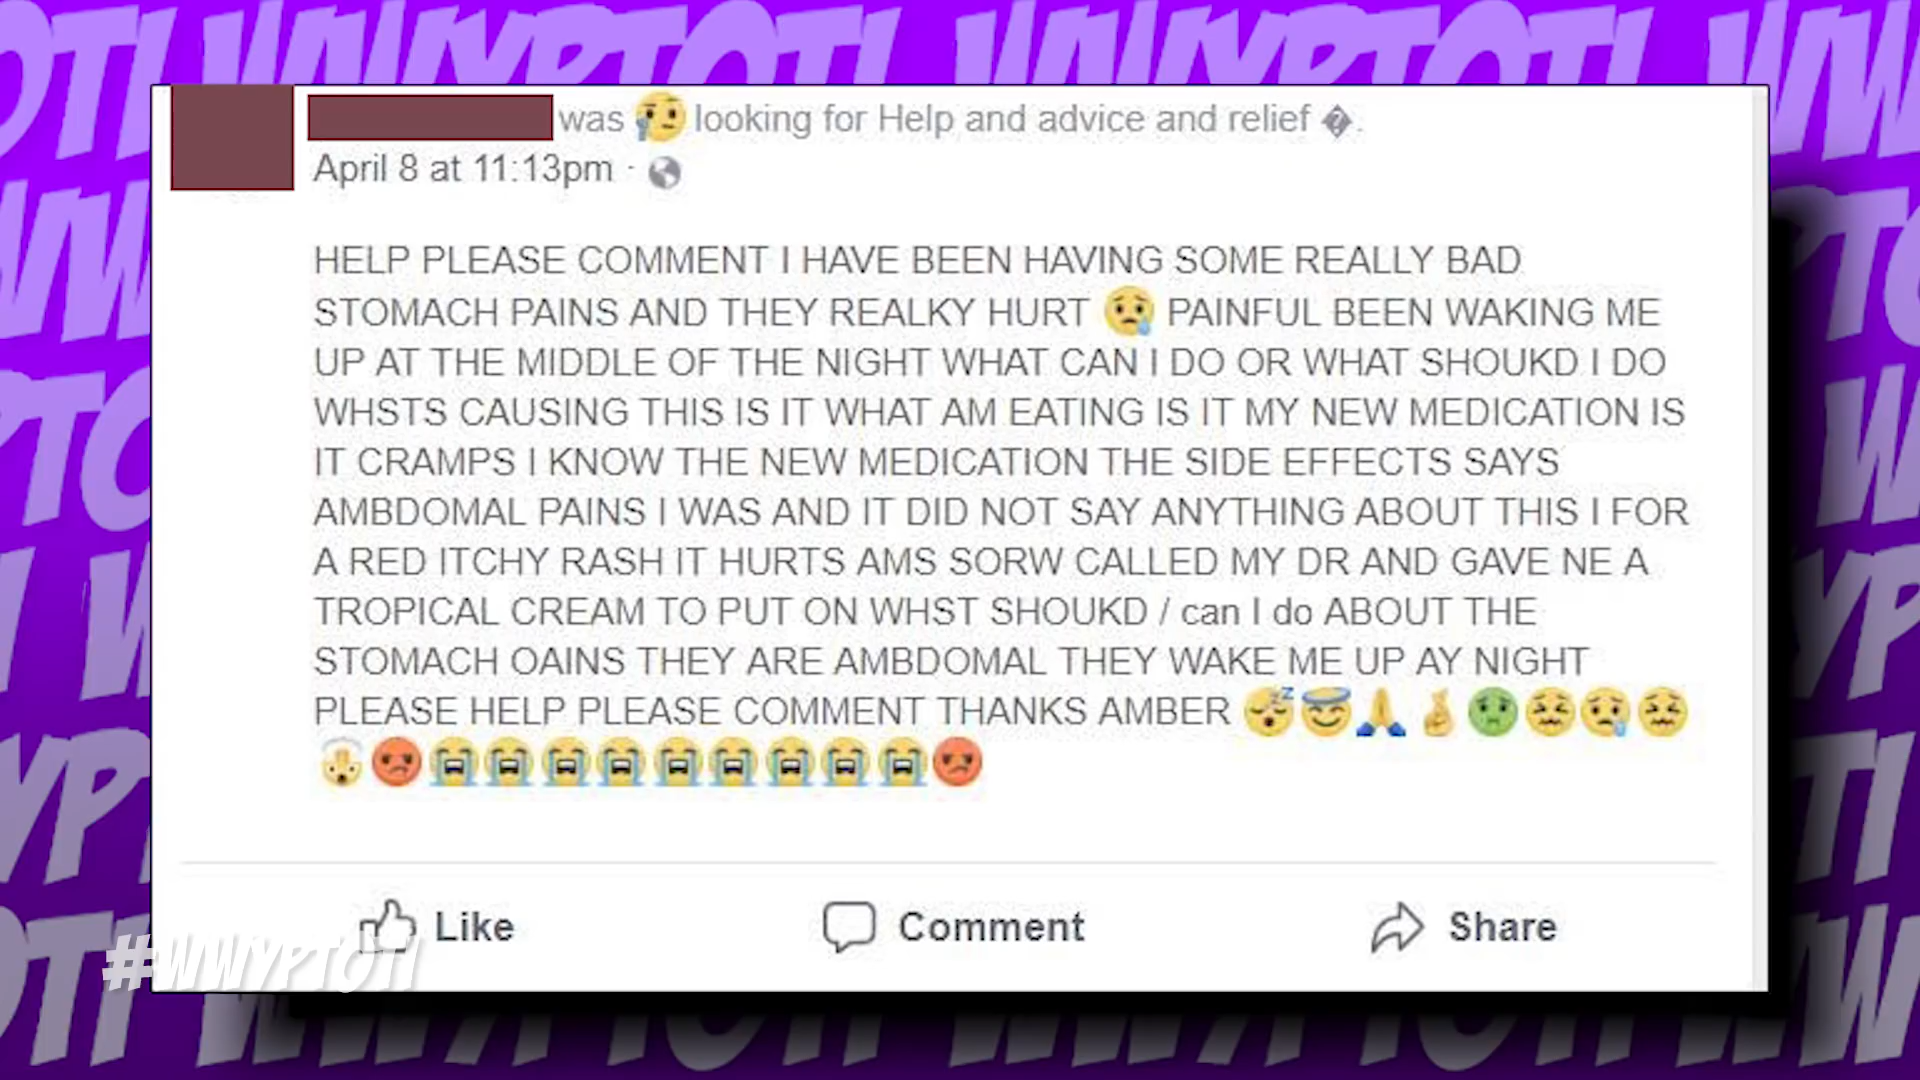 was 🤥 looking for Help and advice and relief �.
April 8 at 11:13pm ·
HELP PLEASE COMMENT I HAVE BEEN HAVING SOME REALLY BAD
STOMACH PAINS AND THEY REALKY HURT 😢 PAINFUL BEEN WAKING ME
UP AT THE MIDDLE OF THE NIGHT WHAT CAN I DO OR WHAT SHOUKD I DO
WHSTS CAUSING THIS IS IT WHAT AM EATING IS IT MY NEW MEDICATION IS
IT CRAMPS I KNOW THE NEW MEDICATION THE SIDE EFFECTS SAYS
AMBDOMAL PAINS I WAS AND IT DID NOT SAY ANYTHING ABOUT THIS I FOR
A RED ITCHY RASH IT HURTS AMS SORW CALLED MY DR AND GAVE NE A
TROPICAL CREAM TO PUT ON WHST SHOUKD / can I do ABOUT THE
STOMACH OAINS THEY ARE AMBDOMAL THEY WAKE ME UP AY NIGHT
PLEASE HELP PLEASE COMMENT THANKS AMBER 😴😇🙏🤞🤢😖😢😖
🤯😡😭😭😭😭😭😭😭😭😭😡
Like Comment Share
#WWYPTOTI